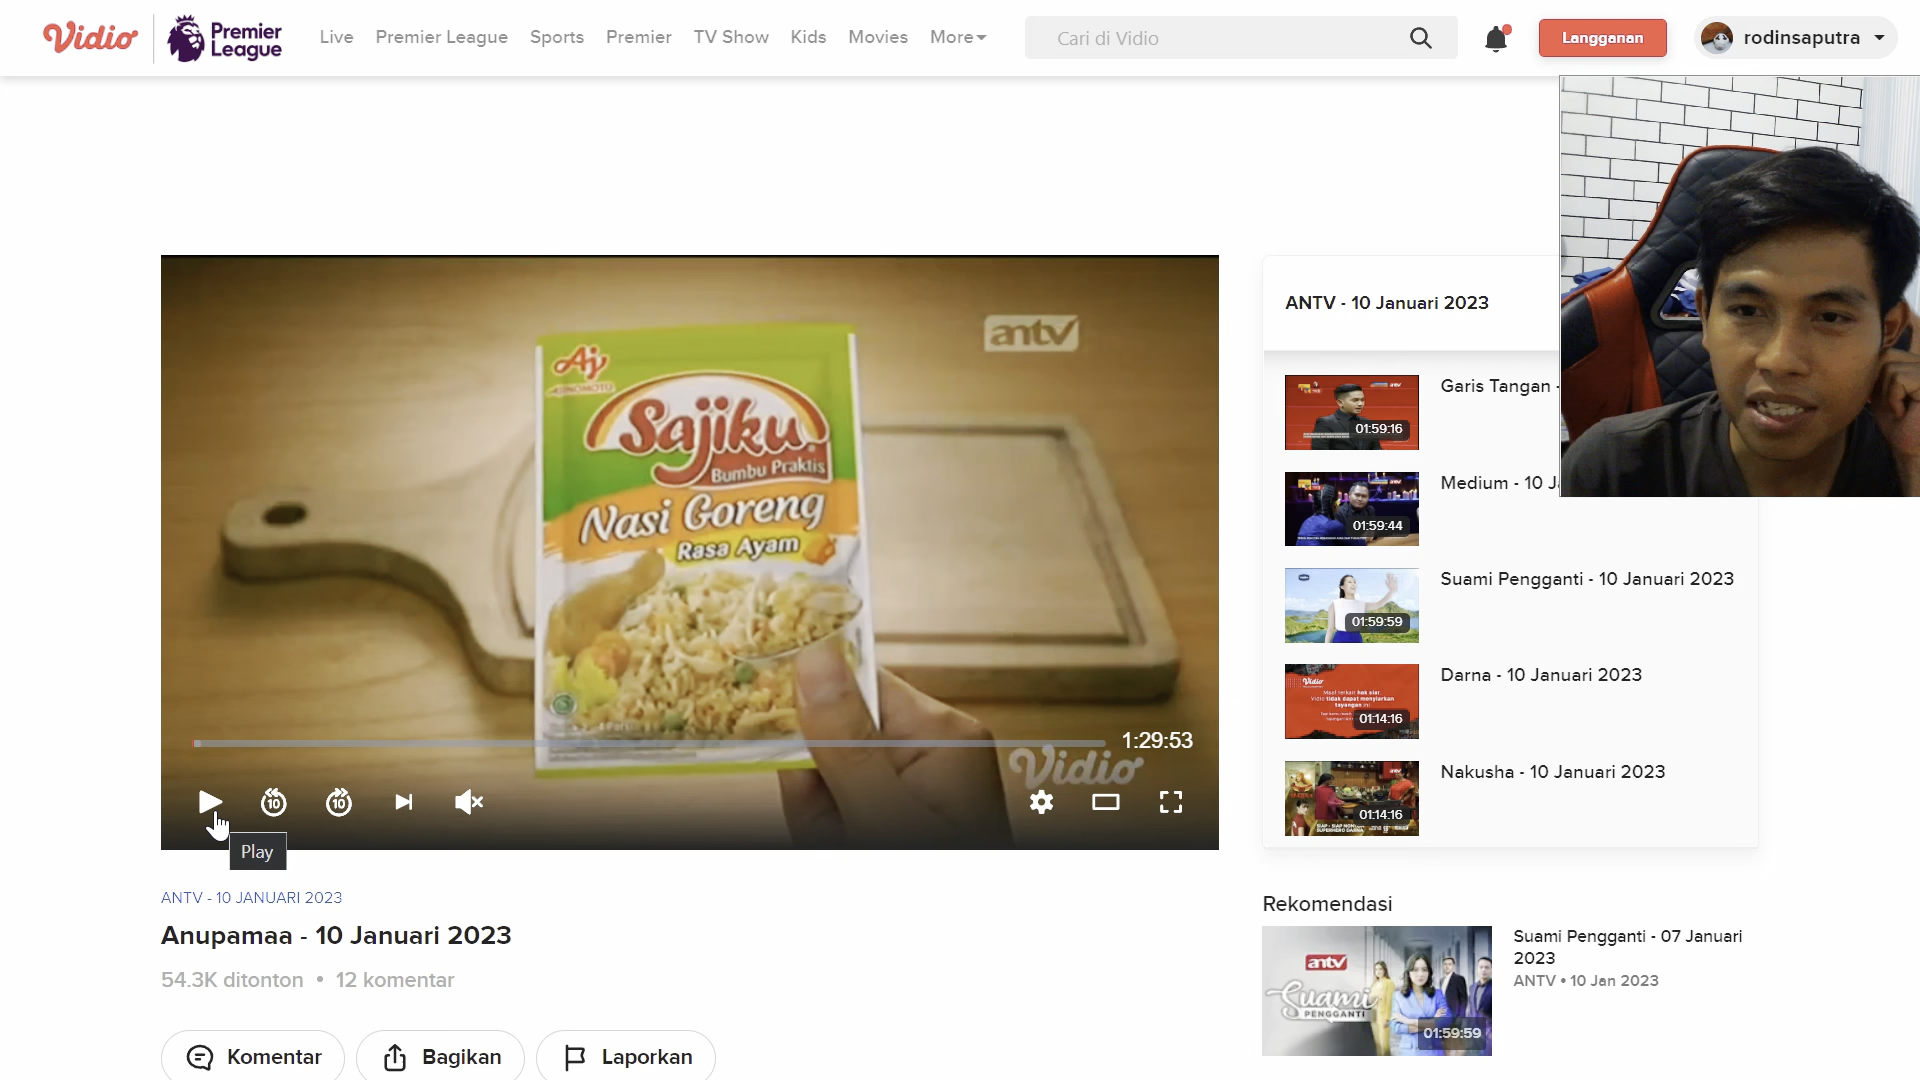 Vidio
Premier League
Live
Premier League
Sports
Premier
TV Show
Kids
Movies
More
Cari di Vidio
Langganan
rodinsaputra
antv
Aj
AJINOMOTO
Sajiku
Bumbu Praktis
Nasi Goreng
Rasa Ayam
1:29:53
Vidio
10
10
Play
ANTV - 10 JANUARI 2023
Anupamaa - 10 Januari 2023
54.3K ditonton • 12 komentar
Komentar
Bagikan
Laporkan
ANTV - 10 Januari 2023
Garis Tangan -
01:59:16
Medium - 10 J
01:59:44
Suami Pengganti - 10 Januari 2023
01:59:59
Darna - 10 Januari 2023
Vidio
01:14:16
Nakusha - 10 Januari 2023
01:14:16
Rekomendasi
antv
Suami
PENGGANTI
01:59:59
Suami Pengganti - 07 Januari
2023
ANTV • 10 Jan 2023